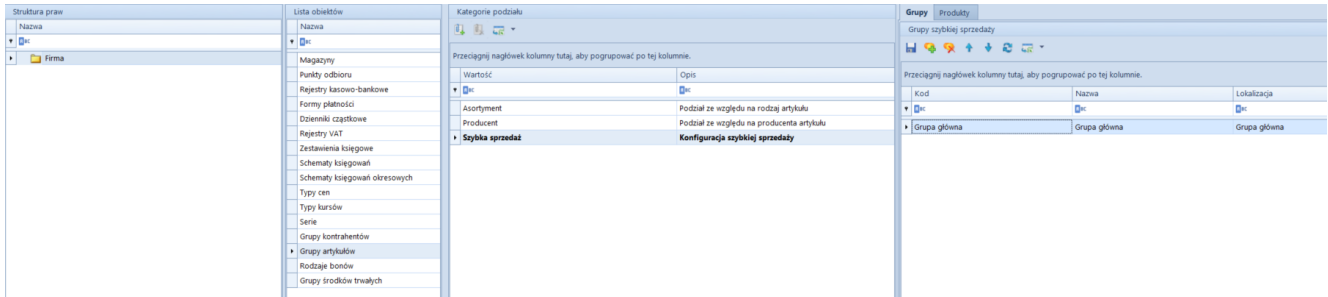 Struktura praw
Nazwa
Firma
Lista obiektów
Nazwa
Magazyny
Punkty odbioru
Rejestry kasowo-bankowe
Formy płatności
Dzienniki cząstkowe
Rejestry VAT
Zestawienia księgowe
Schematy księgowań
Schematy księgowań okresowych
Typy cen
Typy kursów
Serie
Grupy kontrahentów
Grupy artykułów
Rodzaje bonów
Grupy środków trwałych
Kategorie podziału
Przeciągnij nagłówek kolumny tutaj, aby pogrupować po tej kolumnie.
Wartość Opis
Asortyment Podział ze względu na rodzaj artykułu
Producent Podział ze względu na producenta artykułu
Szybka sprzedaż Konfiguracja szybkiej sprzedaży
Grupy Produkty
Grupy szybkiej sprzedaży
Przeciągnij nagłówek kolumny tutaj, aby pogrupować po tej kolumnie.
Kod Nazwa Lokalizacja
Grupa główna Grupa główna Grupa główna